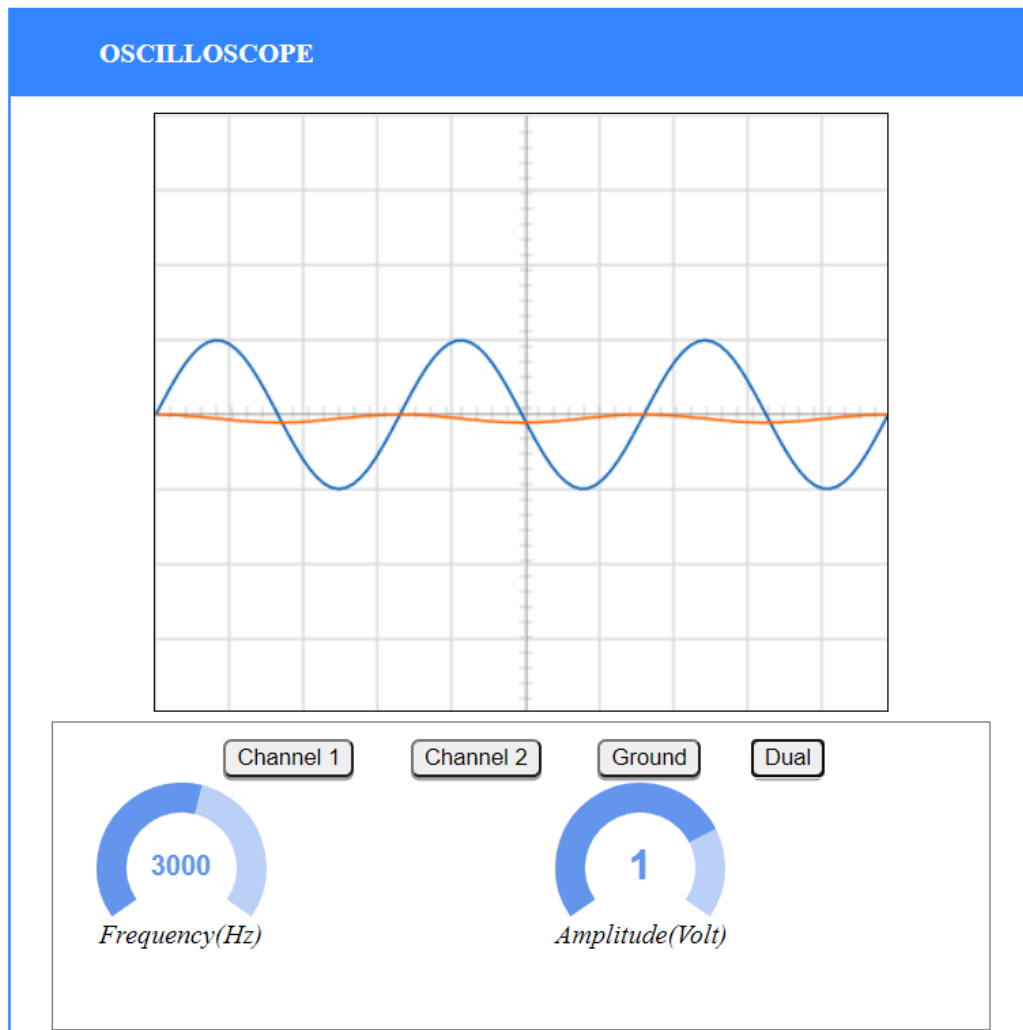 OSCILLOSCOPE
Channel 1 Channel 2 Ground Dual
3000 1
Frequency(Hz) Amplitude(Volt)